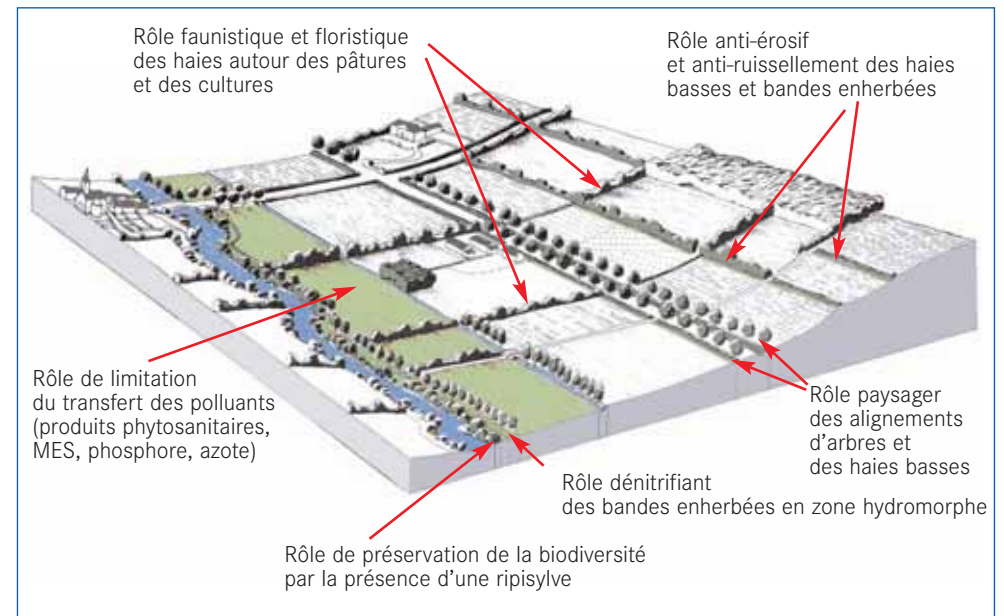 Rôle faunistique et floristique
des haies autour des pâtures
et des cultures
Rôle anti-érosif
et anti-ruissellement des haies
basses et bandes enherbées
Rôle de limitation
du transfert des polluants
(produits phytosanitaires,
MES, phosphore, azote)
Rôle paysager
des alignements
d'arbres et
des haies basses
Rôle dénitrifiant
des bandes enherbées en zone hydromorphe
Rôle de préservation de la biodiversité
par la présence d'une ripisylve